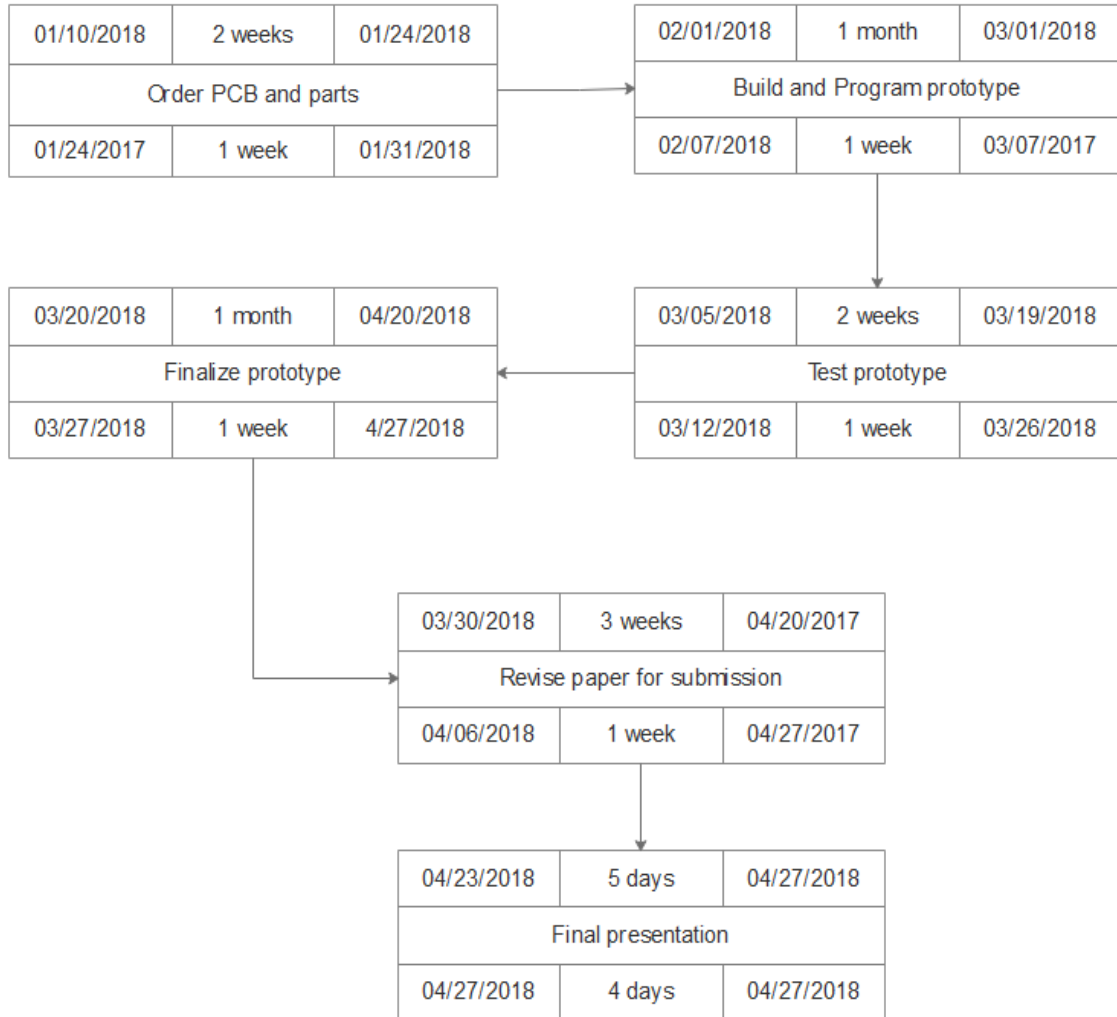 01/10/2018 2 weeks 01/24/2018
Order PCB and parts
01/24/2017 1 week 01/31/2018
02/01/2018 1 month 03/01/2018
Build and Program prototype
02/07/2018 1 week 03/07/2017
03/05/2018 2 weeks 03/19/2018
Test prototype
03/12/2018 1 week 03/26/2018
03/20/2018 1 month 04/20/2018
Finalize prototype
03/27/2018 1 week 4/27/2018
03/30/2018 3 weeks 04/20/2017
Revise paper for submission
04/06/2018 1 week 04/27/2017
04/23/2018 5 days 04/27/2018
Final presentation
04/27/2018 4 days 04/27/2018